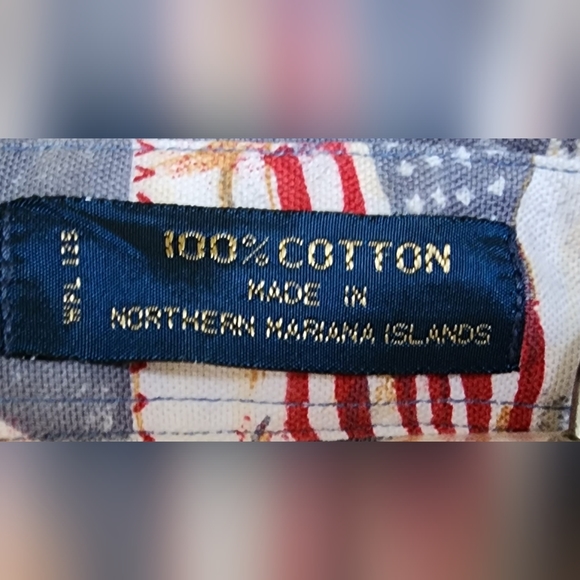 100% COTTON
MADE IN
NORTHERN MARIANA ISLANDS